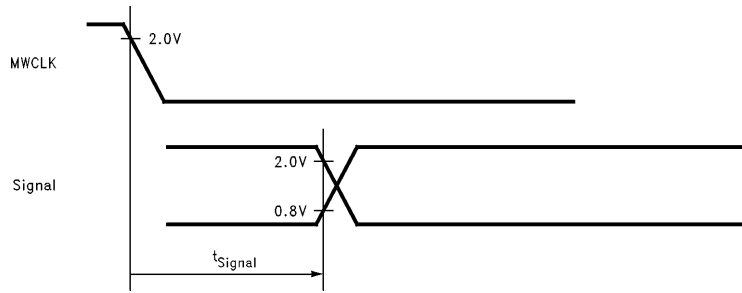 2.0V
MWCLK
2.0V
Signal
0.8V
tSignal